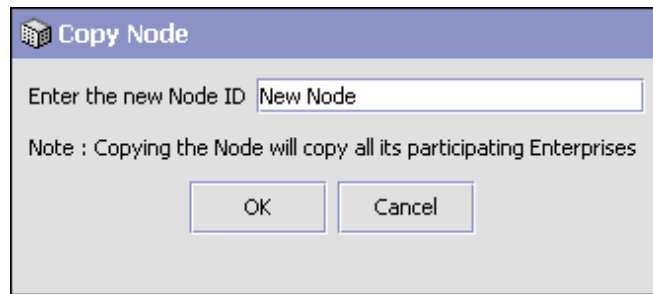 Copy Node
Enter the new Node ID New Node
Note : Copying the Node will copy all its participating Enterprises
OK Cancel